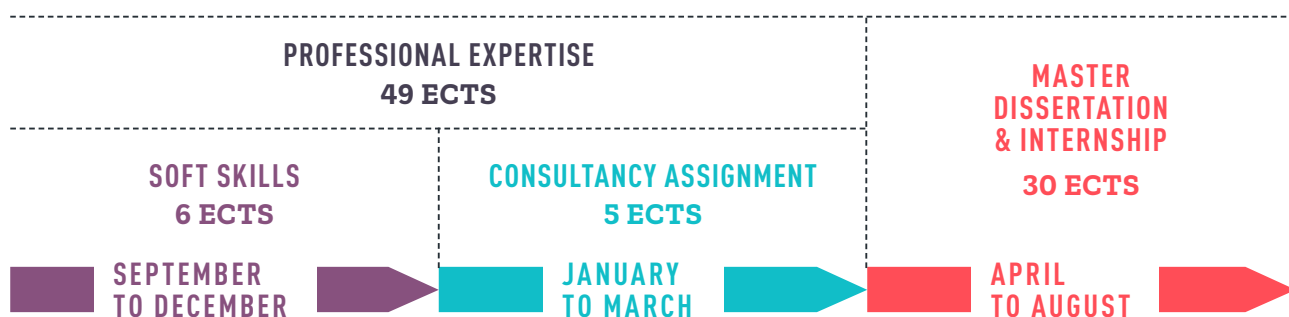 PROFESSIONAL EXPERTISE
49 ECTS
SOFT SKILLS
6 ECTS
CONSULTANCY ASSIGNMENT
5 ECTS
MASTER
DISSERTATION
& INTERNSHIP
30 ECTS
SEPTEMBER
TO DECEMBER
JANUARY
TO MARCH
APRIL
TO AUGUST